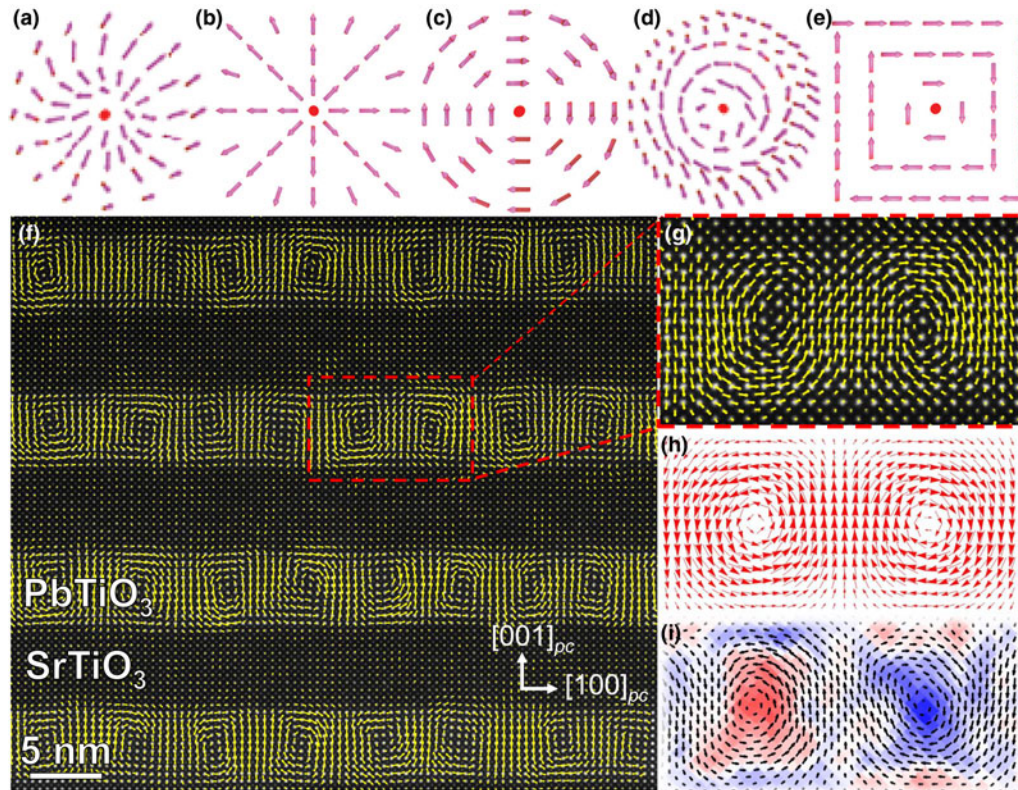 (a) (b) (c) (d) (e)
(f) (g)
(h)
PbTiO3
[001]pc
SrTiO3
[100]pc
(i)
5 nm